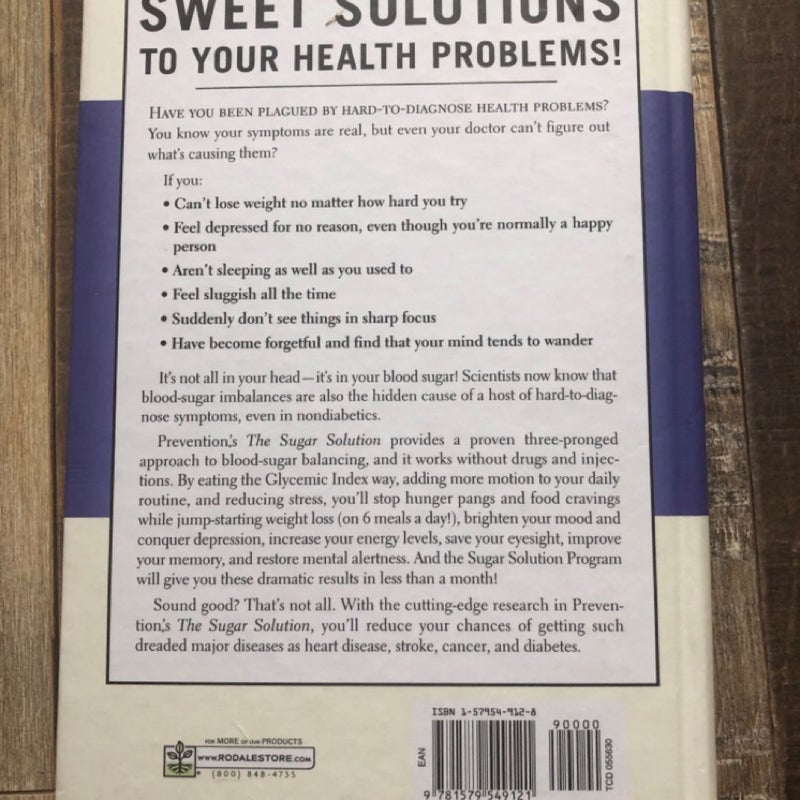 SWEET SOLUTIONS
TO YOUR HEALTH PROBLEMS!
HAVE YOU BEEN PLAGUED BY HARD-TO-DIAGNOSE HEALTH PROBLEMS?
You know your symptoms are real, but even your doctor can't figure out
what's causing them?
If you:
• Can't lose weight no matter how hard you try
• Feel depressed for no reason, even though you're normally a happy
person
• Aren't sleeping as well as you used to
• Feel sluggish all the time
• Suddenly don't see things in sharp focus
• Have become forgetful and find that your mind tends to wander
It's not all in your head—it's in your blood sugar! Scientists now know that
blood-sugar imbalances are also the hidden cause of a host of hard-to-diag-
nose symptoms, even in nondiabetics.
Prevention's The Sugar Solution provides a proven three-pronged
approach to blood-sugar balancing, and it works without drugs and injec-
tions. By eating the Glycemic Index way, adding more motion to your daily
routine, and reducing stress, you'll stop hunger pangs and food cravings
while jump-starting weight loss (on 6 meals a day!), brighten your mood and
conquer depression, increase your energy levels, save your eyesight, improve
your memory, and restore mental alertness. And the Sugar Solution Program
will give you these dramatic results in less than a month!
Sound good? That's not all. With the cutting-edge research in Preven-
tion's The Sugar Solution, you'll reduce your chances of getting such
dreaded major diseases as heart disease, stroke, cancer, and diabetes.
FOR MORE OF OUR PRODUCTS
WWW.RODALESTORE.COM
(800) 848-4735
ISBN 1-57954-912-8
90000
EAN
TCD 055630
9 781579 549121